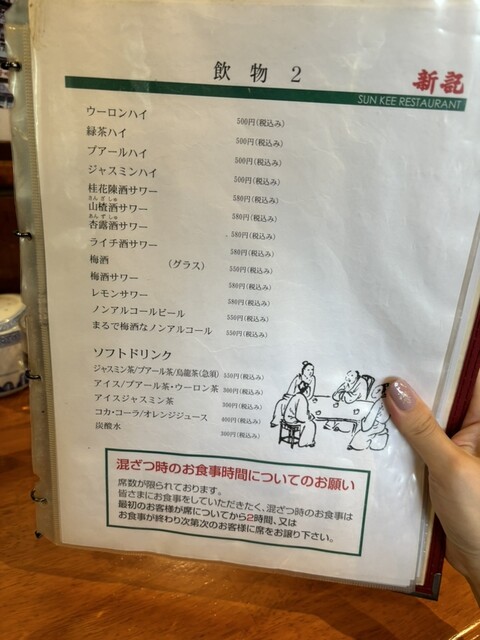 飲物2
新記
SUN KEE RESTAURANT
ウーロンハイ 500円(税込み)
緑茶ハイ 500円(税込み)
プアールハイ 500円(税込み)
ジャスミンハイ 500円(税込み)
桂花陳酒サワー 580円(税込み)
さんざしゅ
山楂酒サワー 580円(税込み)
あんずしゅ
杏露酒サワー 580円(税込み)
ライチ酒サワー 580円(税込み)
梅酒 (グラス) 550円(税込み)
梅酒サワー 580円(税込み)
レモンサワー 580円(税込み)
ノンアルコールビール 550円(税込み)
まるで梅酒なノンアルコール 550円(税込み)
ソフトドリンク
ジャスミン茶/プアール茶/烏龍茶(急須) 550円(税込み)
アイス/プアール茶・ウーロン茶 300円(税込み)
アイスジャスミン茶 300円(税込み)
コカ・コーラ/オレンジジュース 400円(税込み)
炭酸水 300円(税込み)
混ざつ時のお食事時間についてのお願い
席数が限られております。
皆さまにお食事をしていただきたく、混ざつ時のお食事は
最初のお客様が席についてから2時間、又は
お食事が終わり次第次のお客様に席をお譲り下さい。